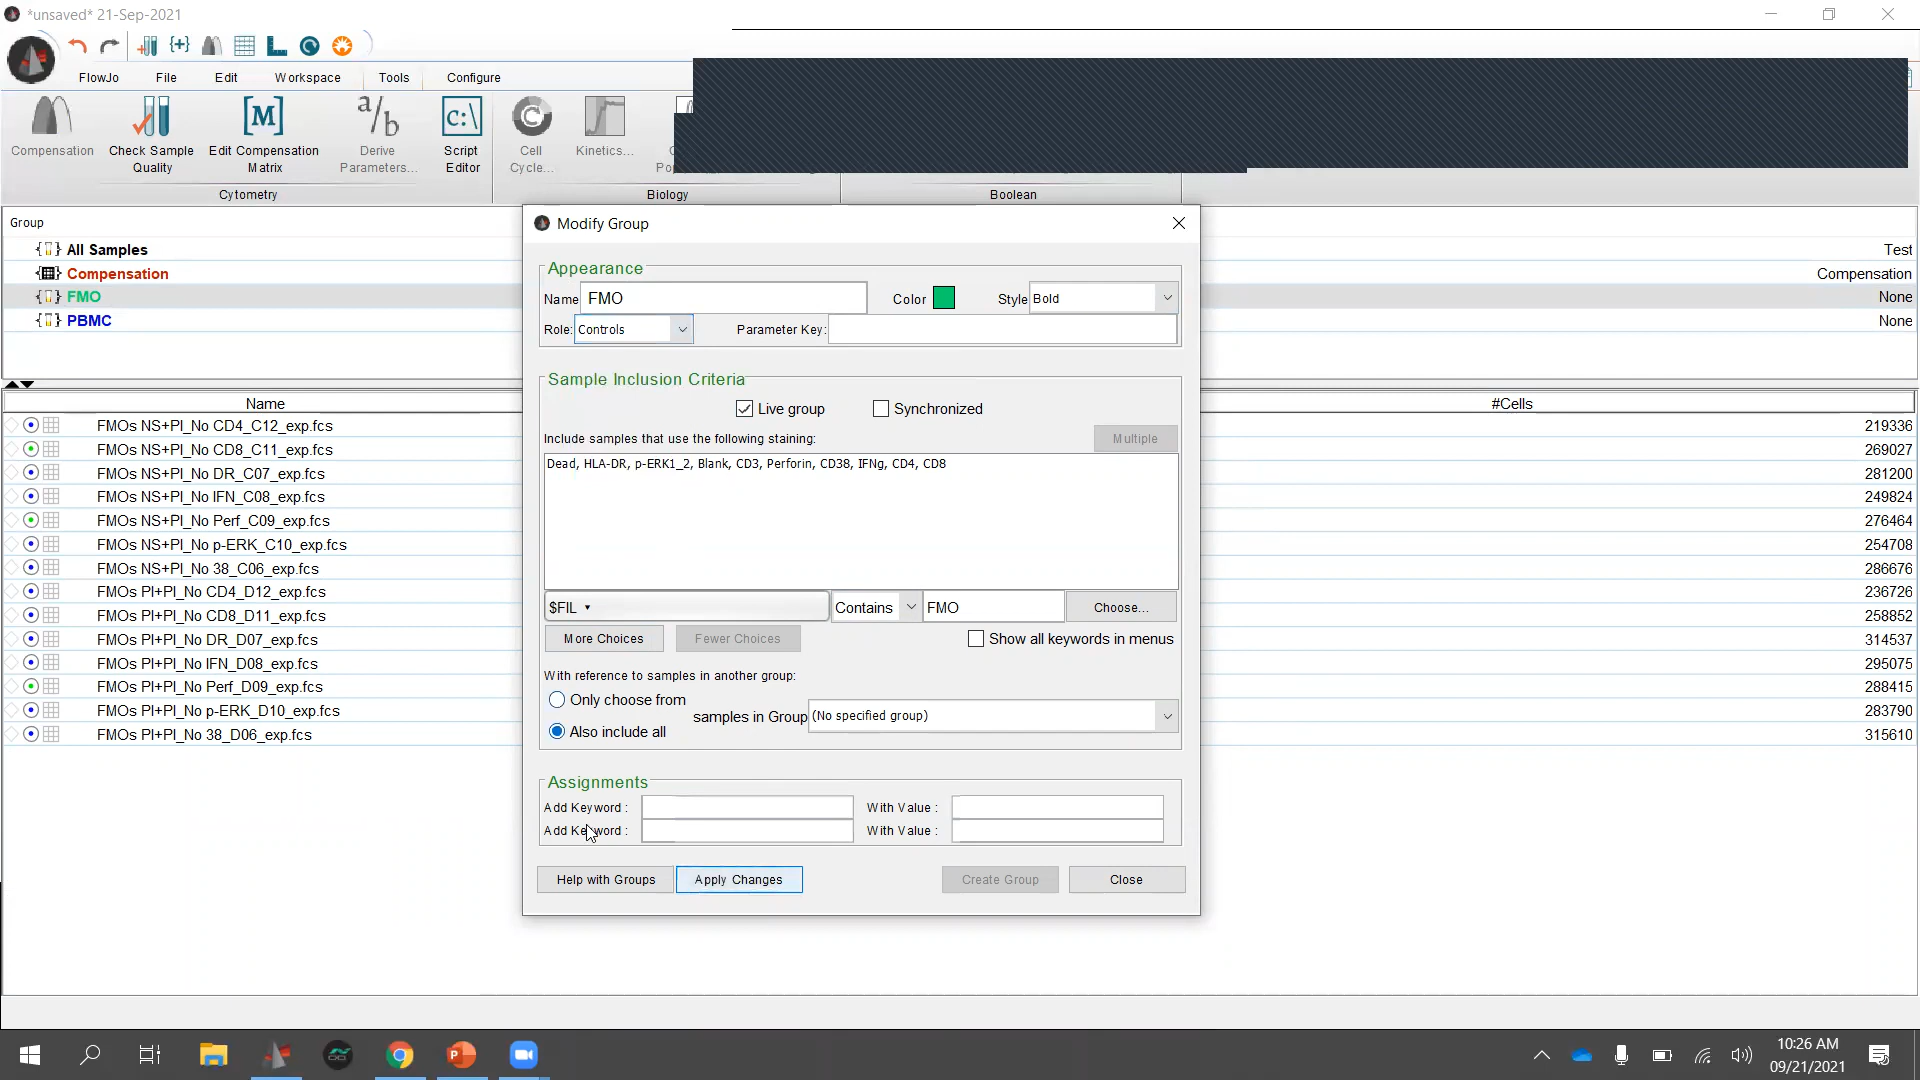 *unsaved* 21-Sep-2021
FlowJo File Edit Workspace Tools Configure
Compensation
Check Sample Quality
Edit Compensation Matrix
Derive Parameters...
Script Editor
Cell Cycle...
Kinetics...
Cytometry
Biology
Boolean
Group
All Samples Test
Compensation Compensation
FMO None
PBMC None
Name #Cells
FMOs NS+PI_No CD4_C12_exp.fcs 219336
FMOs NS+PI_No CD8_C11_exp.fcs 269027
FMOs NS+PI_No DR_C07_exp.fcs 281200
FMOs NS+PI_No IFN_C08_exp.fcs 249824
FMOs NS+PI_No Perf_C09_exp.fcs 276464
FMOs NS+PI_No p-ERK_C10_exp.fcs 254708
FMOs NS+PI_No 38_C06_exp.fcs 286676
FMOs PI+PI_No CD4_D12_exp.fcs 236726
FMOs PI+PI_No CD8_D11_exp.fcs 258852
FMOs PI+PI_No DR_D07_exp.fcs 314537
FMOs PI+PI_No IFN_D08_exp.fcs 295075
FMOs PI+PI_No Perf_D09_exp.fcs 288415
FMOs PI+PI_No p-ERK_D10_exp.fcs 283790
FMOs PI+PI_No 38_D06_exp.fcs 315610
Modify Group
Appearance
Name FMO Color Style Bold
Role: Controls Parameter Key:
Sample Inclusion Criteria
Live group Synchronized
Include samples that use the following staining: Multiple
Dead, HLA-DR, p-ERK1_2, Blank, CD3, Perforin, CD38, IFNg, CD4, CD8
$FIL Contains FMO Choose...
More Choices Fewer Choices Show all keywords in menus
With reference to samples in another group:
Only choose from
samples in Group (No specified group)
Also include all
Assignments
Add Keyword : With Value :
Add Keyword : With Value :
Help with Groups Apply Changes Create Group Close
10:26 AM
09/21/2021